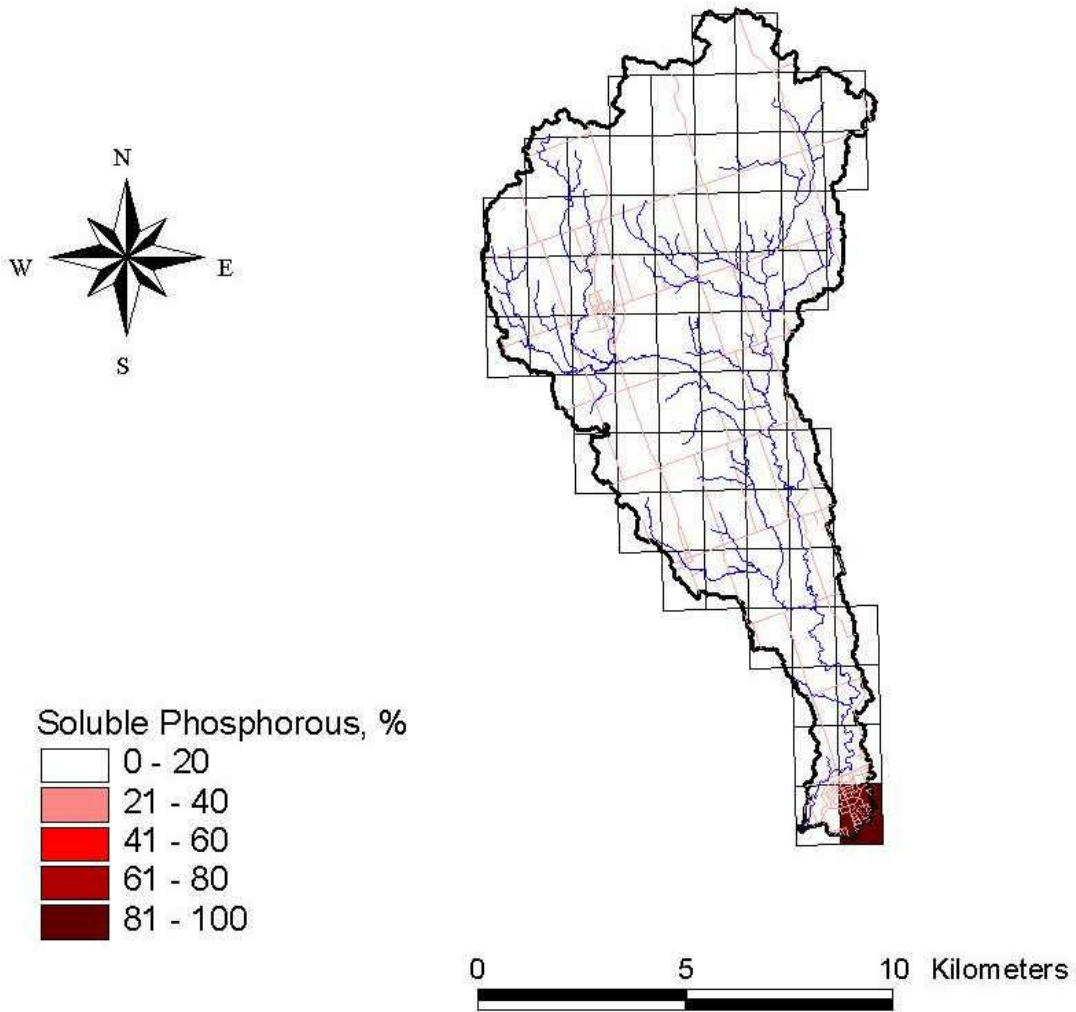 N
W
E
S
Soluble Phosphorous, %
0 - 20
21 - 40
41 - 60
61 - 80
81 - 100
0 5 10 Kilometers